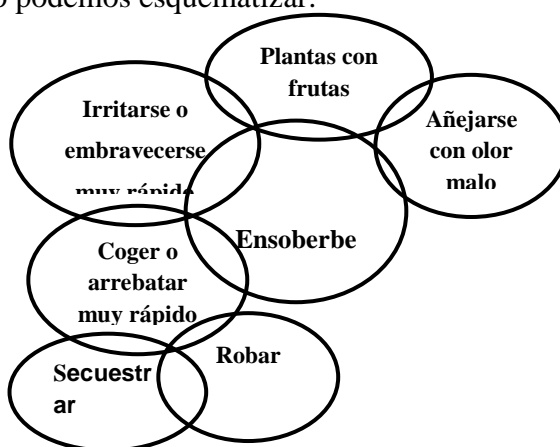 podemos esquematizar:
Plantas con
frutas
Irritarse o
embravecerse
muy rápido
Añejarse
con olor
malo
Ensoberbe
Coger o
arrebatar
muy rápido
Robar
Secuestr
ar